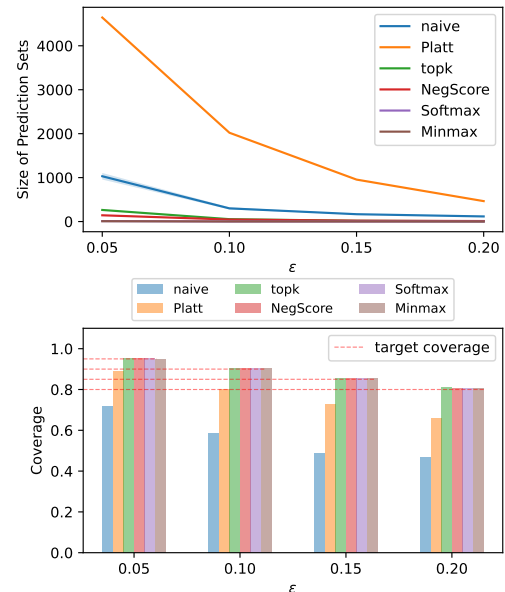 4000
3000
2000
1000
0
Size of Prediction Sets
naive
Platt
topk
NegScore
Softmax
Minmax
0.05 0.10 0.15 0.20
ε
naive topk Softmax
Platt NegScore Minmax
1.0
0.8
0.6
0.4
0.2
0.0
Coverage
target coverage
0.05 0.10 0.15 0.20
ε